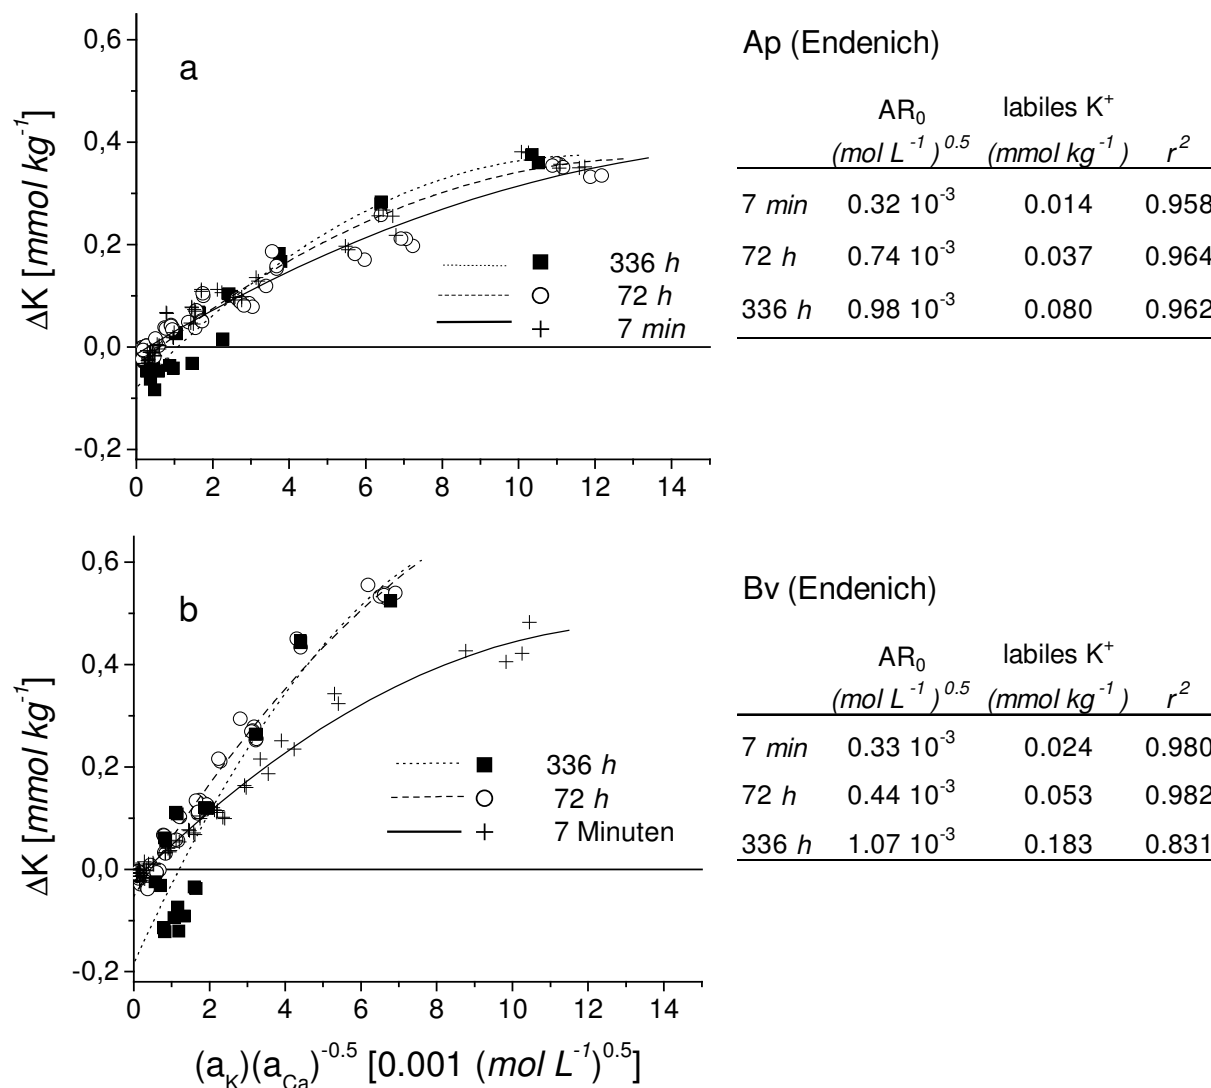 a
0,6
0,4
0,2
0,0
-0,2
ΔK [mmol kg⁻¹]
336 h
72 h
7 min
0 2 4 6 8 10 12 14
Ap (Endenich)
AR₀ labiles K⁺
(mol L⁻¹)⁰·⁵ (mmol kg⁻¹) r²
7 min 0.32 10⁻³ 0.014 0.958
72 h 0.74 10⁻³ 0.037 0.964
336 h 0.98 10⁻³ 0.080 0.962
b
0,6
0,4
0,2
0,0
-0,2
ΔK [mmol kg⁻¹]
336 h
72 h
7 Minuten
0 2 4 6 8 10 12 14
(a_K)(a_Ca)⁻⁰·⁵ [0.001 (mol L⁻¹)⁰·⁵]
Bv (Endenich)
AR₀ labiles K⁺
(mol L⁻¹)⁰·⁵ (mmol kg⁻¹) r²
7 min 0.33 10⁻³ 0.024 0.980
72 h 0.44 10⁻³ 0.053 0.982
336 h 1.07 10⁻³ 0.183 0.831